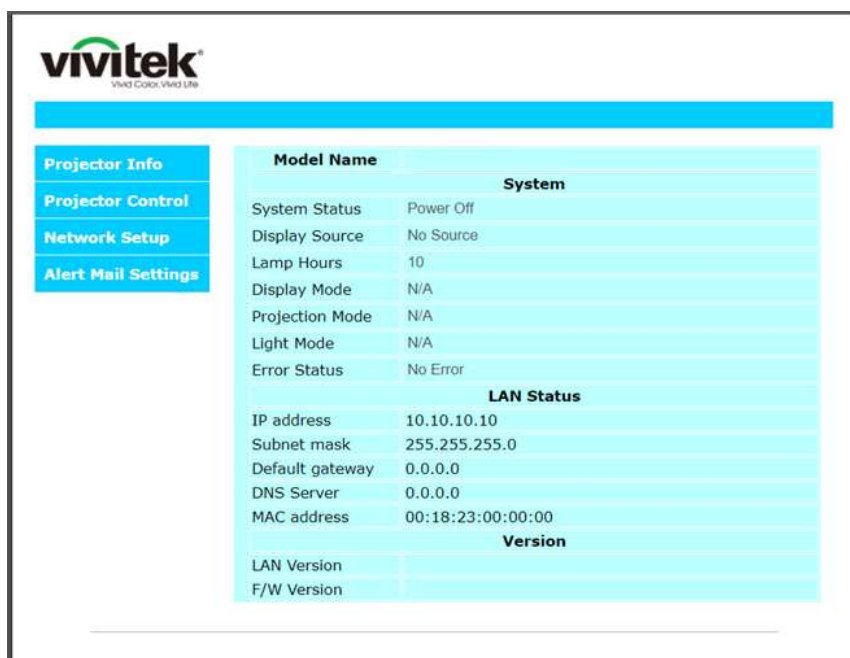 vivitek®
Vivid Color, Vivid Life
Projector Info
Projector Control
Network Setup
Alert Mail Settings
Model Name
System
System Status Power Off
Display Source No Source
Lamp Hours 10
Display Mode N/A
Projection Mode N/A
Light Mode N/A
Error Status No Error
LAN Status
IP address 10.10.10.10
Subnet mask 255.255.255.0
Default gateway 0.0.0.0
DNS Server 0.0.0.0
MAC address 00:18:23:00:00:00
Version
LAN Version
F/W Version